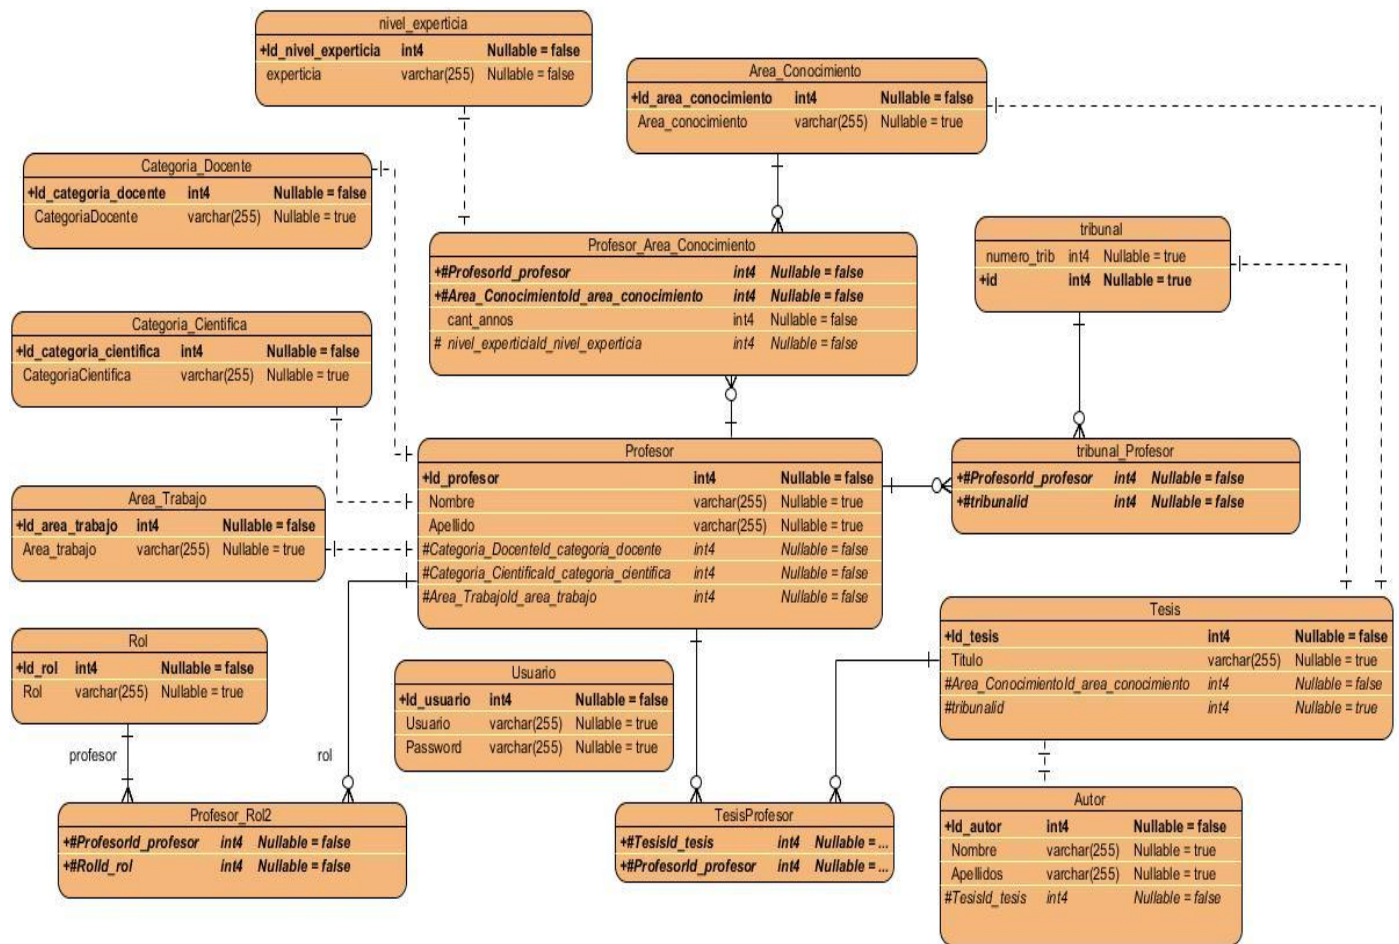 nivel_experticia
+Id_nivel_experticia int4 Nullable = false
experticia varchar(255) Nullable = false
Area_Conocimiento
+Id_area_conocimiento int4 Nullable = false
Area_conocimiento varchar(255) Nullable = true
Categoria_Docente
+Id_categoria_docente int4 Nullable = false
CategoriaDocente varchar(255) Nullable = true
Profesor_Area_Conocimiento
+#ProfesorId_profesor int4 Nullable = false
+#Area_ConocimientoId_area_conocimiento int4 Nullable = false
cant_annos int4 Nullable = false
# nivel_experticiaId_nivel_experticia int4 Nullable = false
tribunal
numero_trib int4 Nullable = true
+id int4 Nullable = true
Categoria_Cientifica
+Id_categoria_cientifica int4 Nullable = false
CategoriaCientifica varchar(255) Nullable = true
Profesor
+Id_profesor int4 Nullable = false
Nombre varchar(255) Nullable = true
Apellido varchar(255) Nullable = true
#Categoria_DocenteId_categoria_docente int4 Nullable = false
#Categoria_CientificaId_categoria_cientifica int4 Nullable = false
#Area_TrabajoId_area_trabajo int4 Nullable = false
tribunal_Profesor
+#ProfesorId_profesor int4 Nullable = false
+#tribunalid int4 Nullable = false
Area_Trabajo
+Id_area_trabajo int4 Nullable = false
Area_trabajo varchar(255) Nullable = true
Tesis
+Id_tesis int4 Nullable = false
Titulo varchar(255) Nullable = true
#Area_ConocimientoId_area_conocimiento int4 Nullable = false
#tribunalid int4 Nullable = true
Rol
+Id_rol int4 Nullable = false
Rol varchar(255) Nullable = true
Usuario
+Id_usuario int4 Nullable = false
Usuario varchar(255) Nullable = true
Password varchar(255) Nullable = true
profesor
rol
Profesor_Rol2
+#ProfesorId_profesor int4 Nullable = false
+#RolId_rol int4 Nullable = false
TesisProfesor
+#TesisId_tesis int4 Nullable = ...
+#ProfesorId_profesor int4 Nullable = ...
Autor
+Id_autor int4 Nullable = false
Nombre varchar(255) Nullable = true
Apellidos varchar(255) Nullable = true
#TesisId_tesis int4 Nullable = false